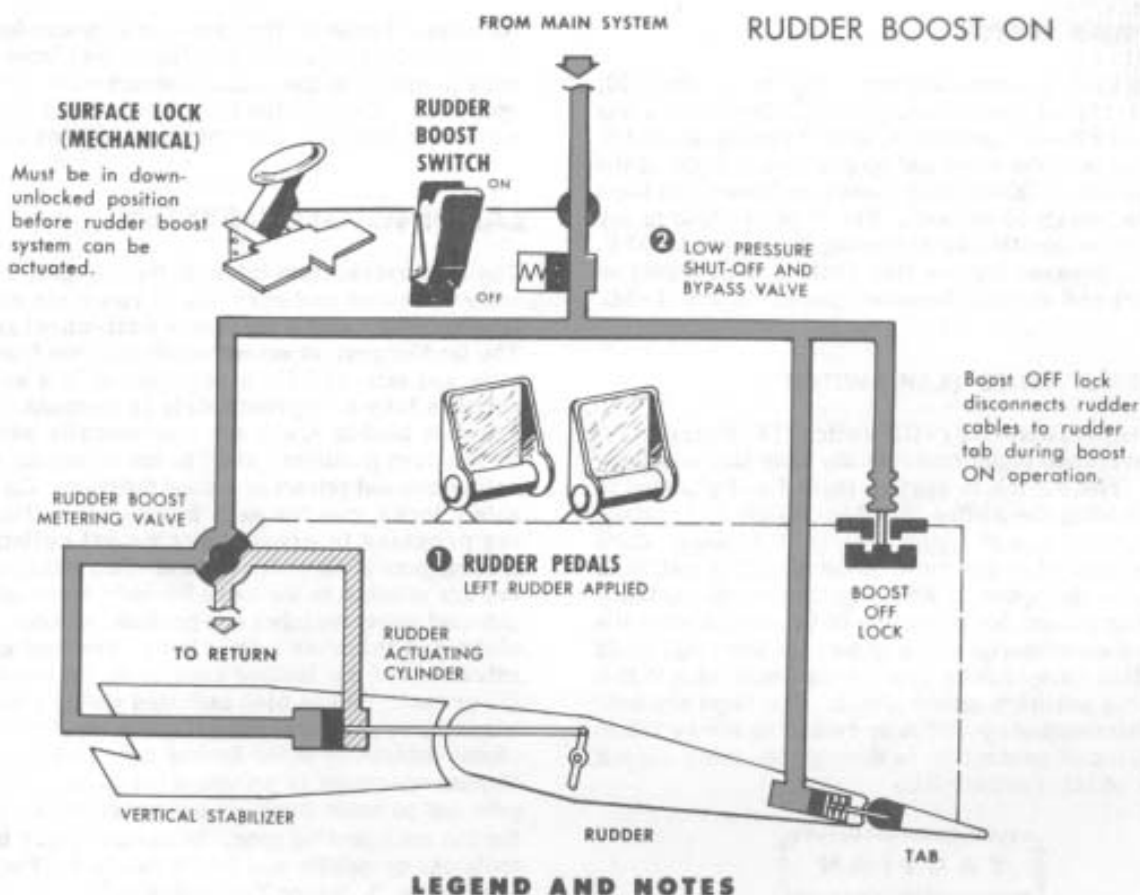 FROM MAIN SYSTEM
RUDDER BOOST ON
SURFACE LOCK
(MECHANICAL)
Must be in down-
unlocked position
before rudder boost
system can be
actuated.
RUDDER
BOOST
SWITCH
ON
OFF
2 LOW PRESSURE
SHUT-OFF AND
BYPASS VALVE
Boost OFF lock
disconnects rudder
cables to rudder
tab during boost
ON operation.
RUDDER BOOST
METERING VALVE
1 RUDDER PEDALS
LEFT RUDDER APPLIED
BOOST
OFF
LOCK
TO RETURN
RUDDER
ACTUATING
CYLINDER
VERTICAL STABILIZER
RUDDER
TAB
LEGEND AND NOTES